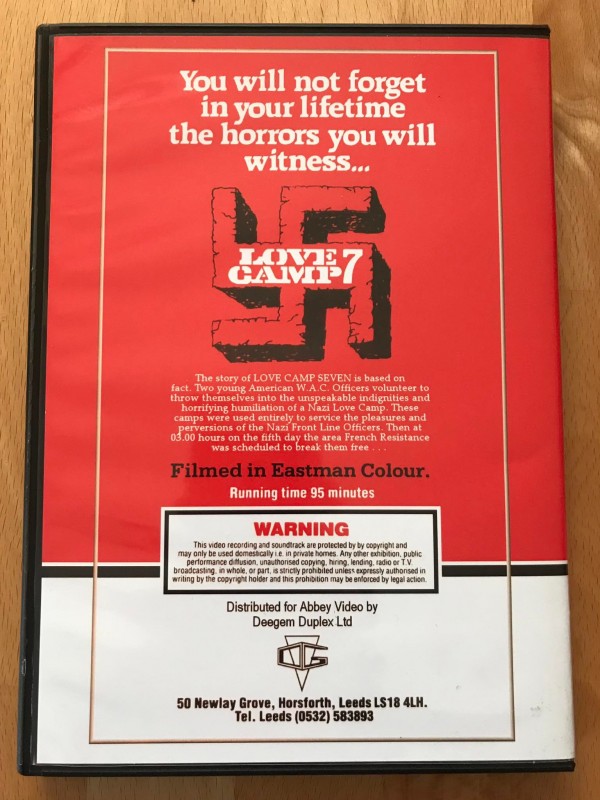 You will not forget
in your lifetime
the horrors you will
witness...
LOVE
CAMP 7
The story of LOVE CAMP SEVEN is based on
fact. Two young American W.A.C. Officers volunteer to
throw themselves into the unspeakable indignities and
horrifying humiliation of a Nazi Love Camp. These
camps were used entirely to service the pleasures and
perversions of the Nazi Front Line Officers. Then at
03.00 hours on the fifth day the area French Resistance
was scheduled to break them free . . .
Filmed in Eastman Colour.
Running time 95 minutes
WARNING
This video recording and soundtrack are protected by by copyright and
may only be used domestically i.e. in private homes. Any other exhibition, public
performance diffusion, unauthorised copying, hiring, lending, radio or T.V.
broadcasting, in whole, or part, is strictly prohibited unless expressly authorised in
writing by the copyright holder and this prohibition may be enforced by legal action.
Distributed for Abbey Video by
Deegem Duplex Ltd
50 Newlay Grove, Horsforth, Leeds LS18 4LH.
Tel. Leeds (0532) 583893